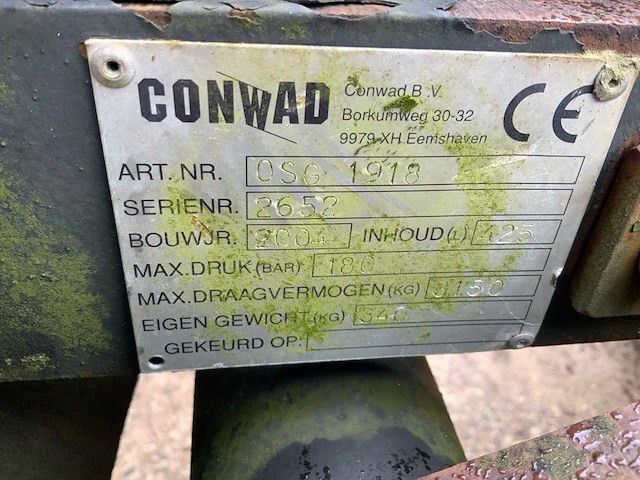 CONWAD
Conwad B.V.
Borkumweg 30-32
9979 XH Eemshaven
CE
ART. NR. OSG 1918
SERIENR. 2652
BOUWJR. 2004 INHOUD(L) 425
MAX.DRUK(BAR) 180
MAX.DRAAGVERMOGEN(KG) 3150
EIGEN GEWICHT(KG) 340
GEKEURD OP: